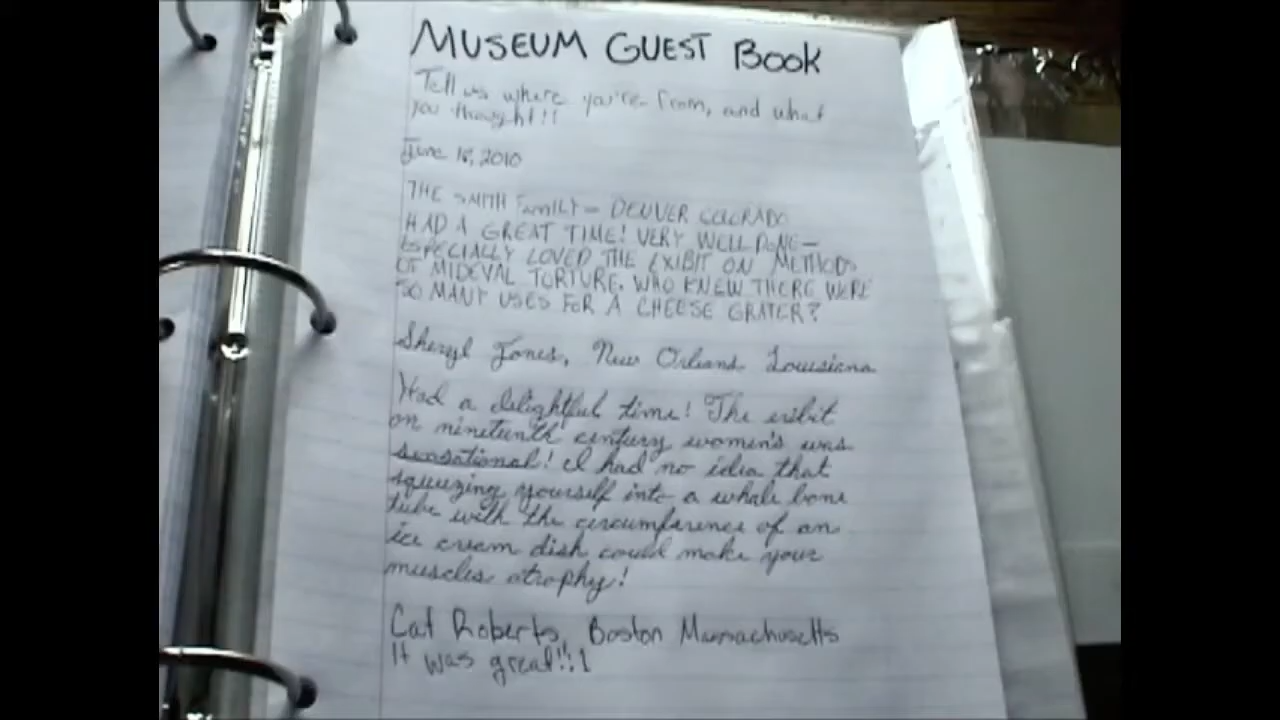 MUSEUM GUEST BOOK
Tell us where you're from, and what
you thought!!
June 18, 2010
THE SMITH FAMILY — DENVER COLORADO
HAD A GREAT TIME! VERY WELL DONE —
ESPECIALLY LOVED THE EXIBIT ON METHODS
OF MIDEVAL TORTURE. WHO KNEW THERE WERE
SO MANY USES FOR A CHEESE GRATER?
Sheryl Jones, New Orleans Louisiana
Had a delightful time! The exibit
on nineteenth century women's was
sensational! I had no idea that
squeezing yourself into a whale bone
tube with the circumference of an
ice cream dish could make your
muscles atrophy!
Cat Roberts, Boston Massachusetts
It was great!!!